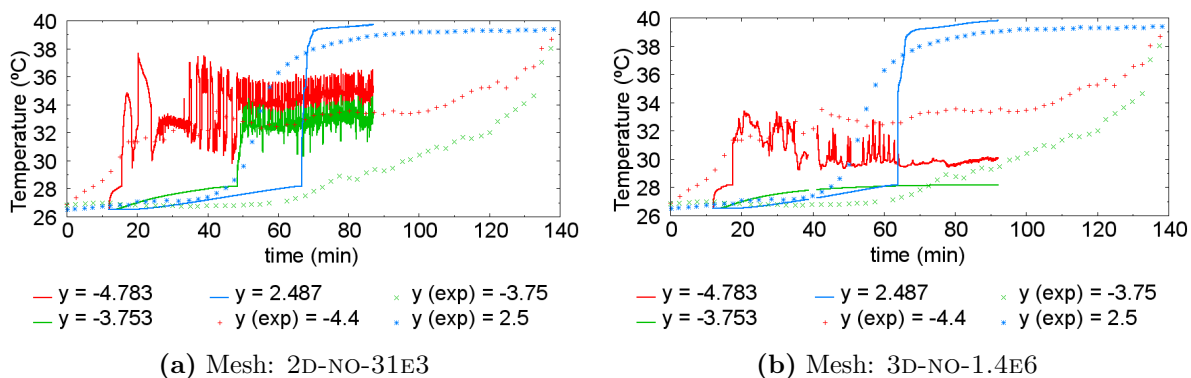 40
38
36
34
32
30
28
26
Temperature (ºC)
0 20 40 60 80 100 120 140
time (min)
y = -4.783
y = -3.753
y = 2.487
y (exp) = -4.4
y (exp) = -3.75
y (exp) = 2.5
(a) Mesh: 2D-NO-31E3
40
38
36
34
32
30
28
26
Temperature (ºC)
0 20 40 60 80 100 120 140
time (min)
y = -4.783
y = -3.753
y = 2.487
y (exp) = -4.4
y (exp) = -3.75
y (exp) = 2.5
(b) Mesh: 3D-NO-1.4E6